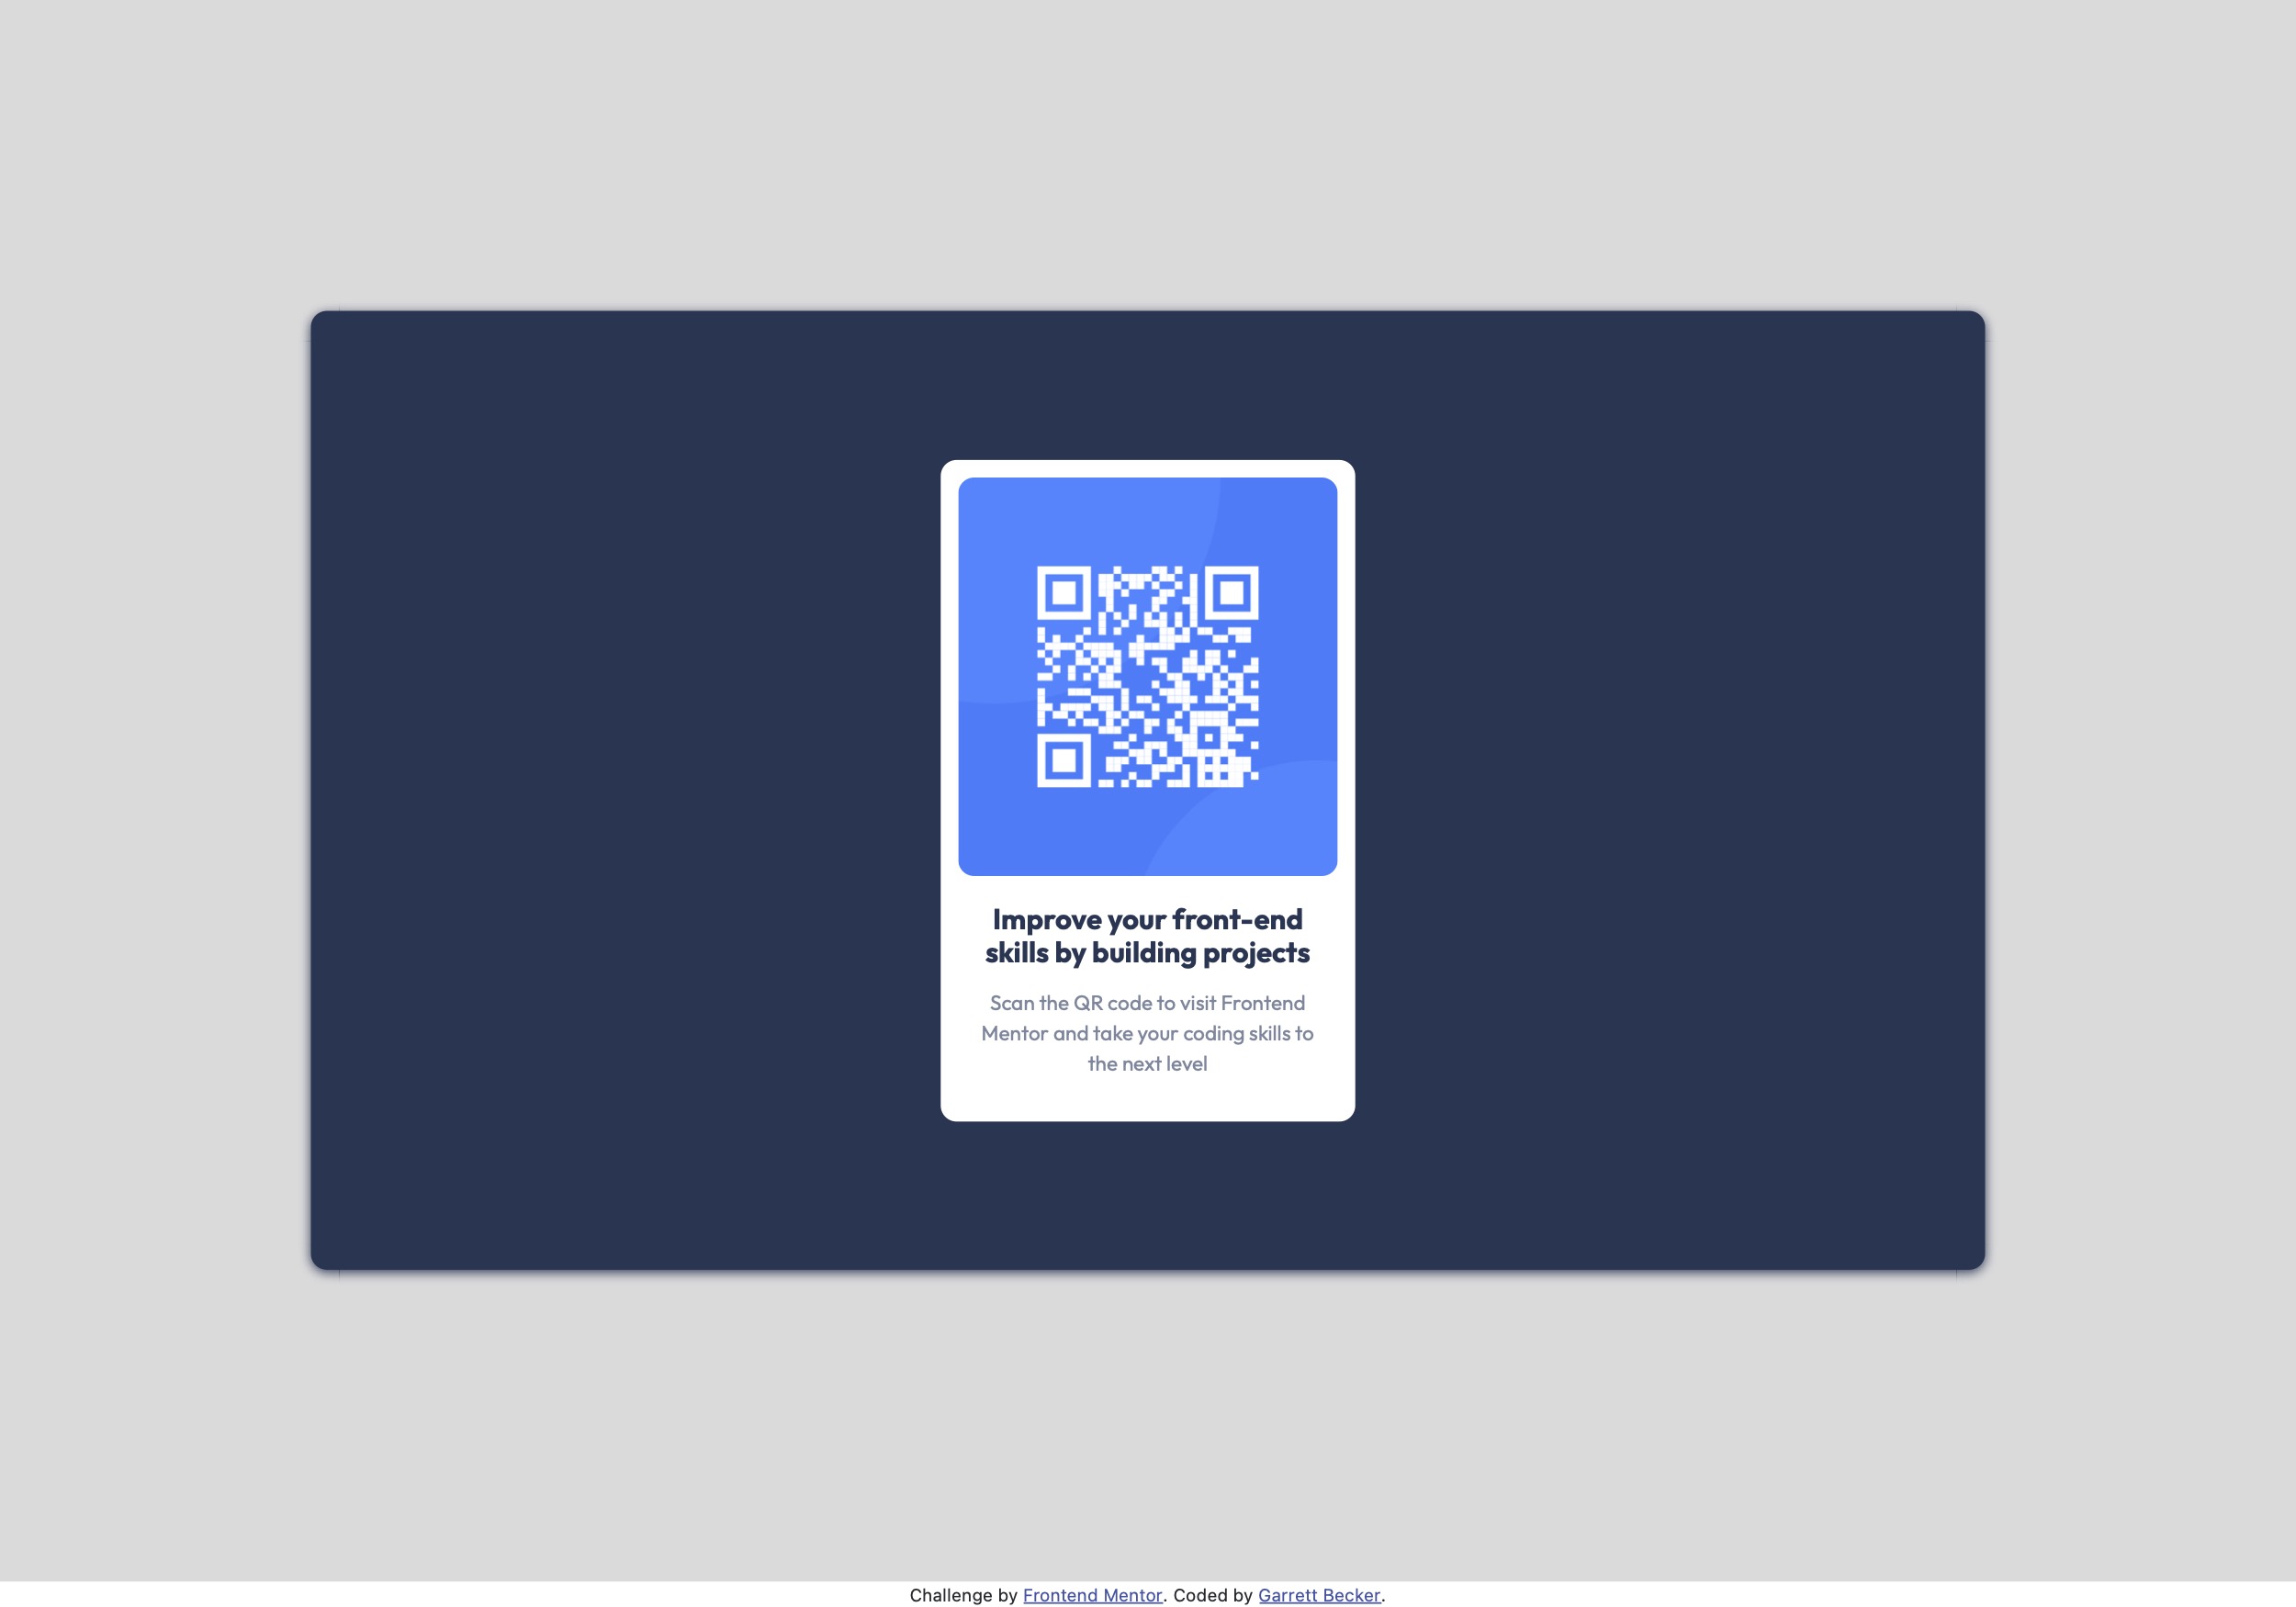 Improve your front-end
skills by building projects
Scan the QR code to visit Frontend
Mentor and take your coding skills to
the next level
Challenge by Frontend Mentor. Coded by Garrett Becker.